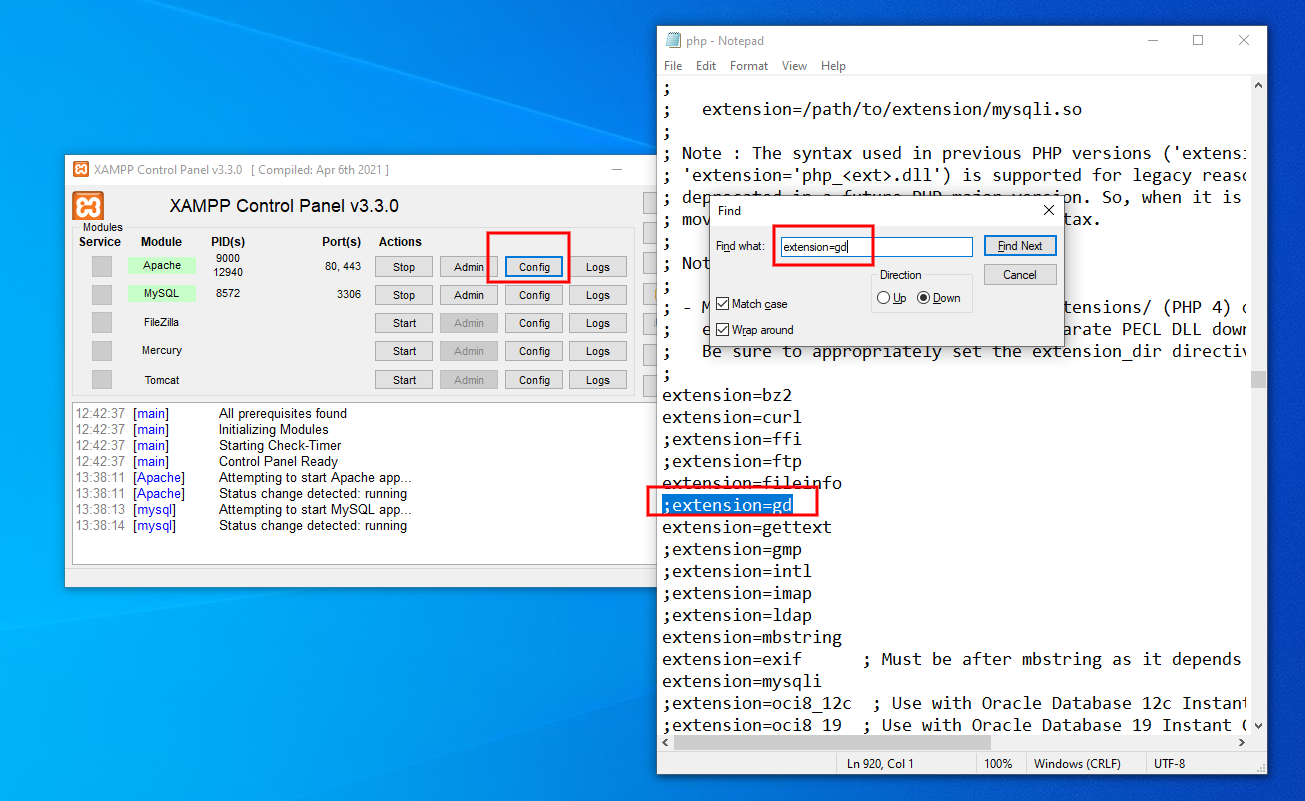 XAMPP Control Panel v3.3.0 [ Compiled: Apr 6th 2021 ]
XAMPP Control Panel v3.3.0
Modules
Service Module PID(s) Port(s) Actions
Apache 9000 12940 80, 443 Stop Admin Config Logs
MySQL 8572 3306 Stop Admin Config Logs
FileZilla Start Admin Config Logs
Mercury Start Admin Config Logs
Tomcat Start Admin Config Logs
12:42:37 [main] All prerequisites found
12:42:37 [main] Initializing Modules
12:42:37 [main] Starting Check-Timer
12:42:37 [main] Control Panel Ready
13:38:11 [Apache] Attempting to start Apache app...
13:38:11 [Apache] Status change detected: running
13:38:13 [mysql] Attempting to start MySQL app...
13:38:14 [mysql] Status change detected: running
php - Notepad
File Edit Format View Help
;
; extension=/path/to/extension/mysqli.so
;
; Note : The syntax used in previous PHP versions ('extensi
; 'extension='php_<ext>.dll') is supported for legacy reaso
; version. So, when it is
; mov tax.
;
; Not
;
; - M tensions/ (PHP 4) o
; e arate PECL DLL down
; Be sure to appropriately set the extension_dir directiv
;
extension=bz2
extension=curl
;extension=ffi
;extension=ftp
extension=fileinfo
;extension=gd
extension=gettext
;extension=gmp
;extension=intl
;extension=imap
;extension=ldap
extension=mbstring
extension=exif ; Must be after mbstring as it depends
extension=mysqli
;extension=oci8_12c ; Use with Oracle Database 12c Instant
;extension=oci8_19 ; Use with Oracle Database 19 Instant C
Find
Find what: extension=gd Find Next
Direction Cancel
Up Down
Match case
Wrap around
Ln 920, Col 1 100% Windows (CRLF) UTF-8